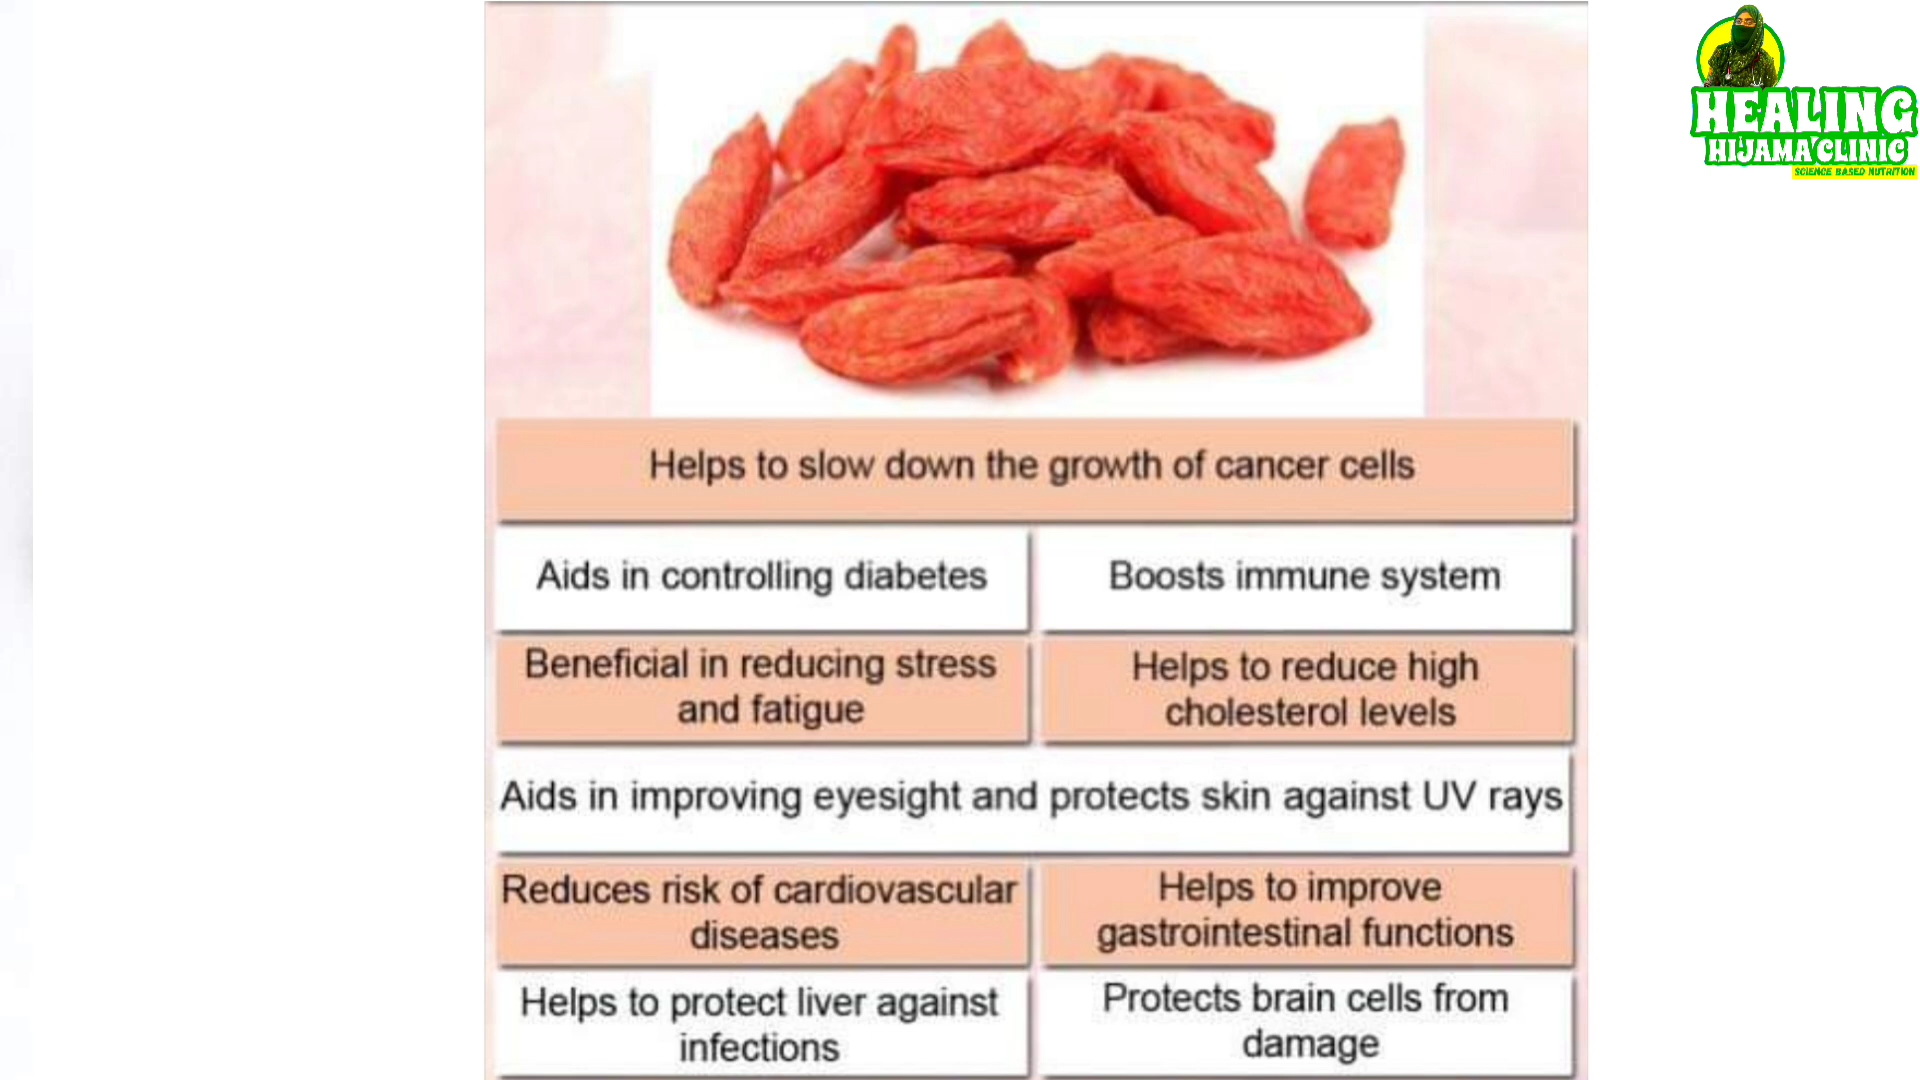 HEALING
HIJAMA CLINIC
SCIENCE BASED NUTRITION
Helps to slow down the growth of cancer cells
Aids in controlling diabetes
Boosts immune system
Beneficial in reducing stress
and fatigue
Helps to reduce high
cholesterol levels
Aids in improving eyesight and protects skin against UV rays
Reduces risk of cardiovascular
diseases
Helps to improve
gastrointestinal functions
Helps to protect liver against
infections
Protects brain cells from
damage